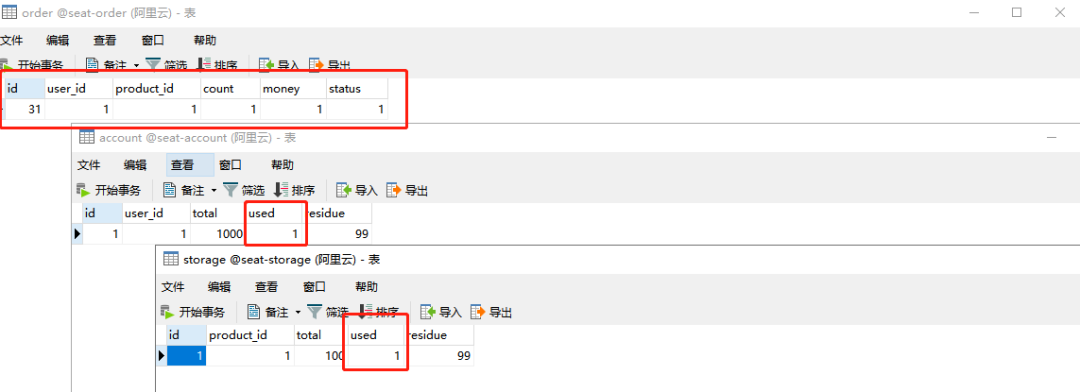 order @seat-order (阿里云) - 表
文件 编辑 查看 窗口 帮助
开始事务 备注 筛选 排序 导入 导出
id user_id product_id count money status
31 1 1 1 1 1
account @seat-account (阿里云) - 表
文件 编辑 查看 窗口 帮助
开始事务 备注 筛选 排序 导入 导出
id user_id total used residue
1 1 1000 1 99
storage @seat-storage (阿里云) - 表
文件 编辑 查看 窗口 帮助
开始事务 备注 筛选 排序 导入 导出
id product_id total used residue
1 1 100 1 99